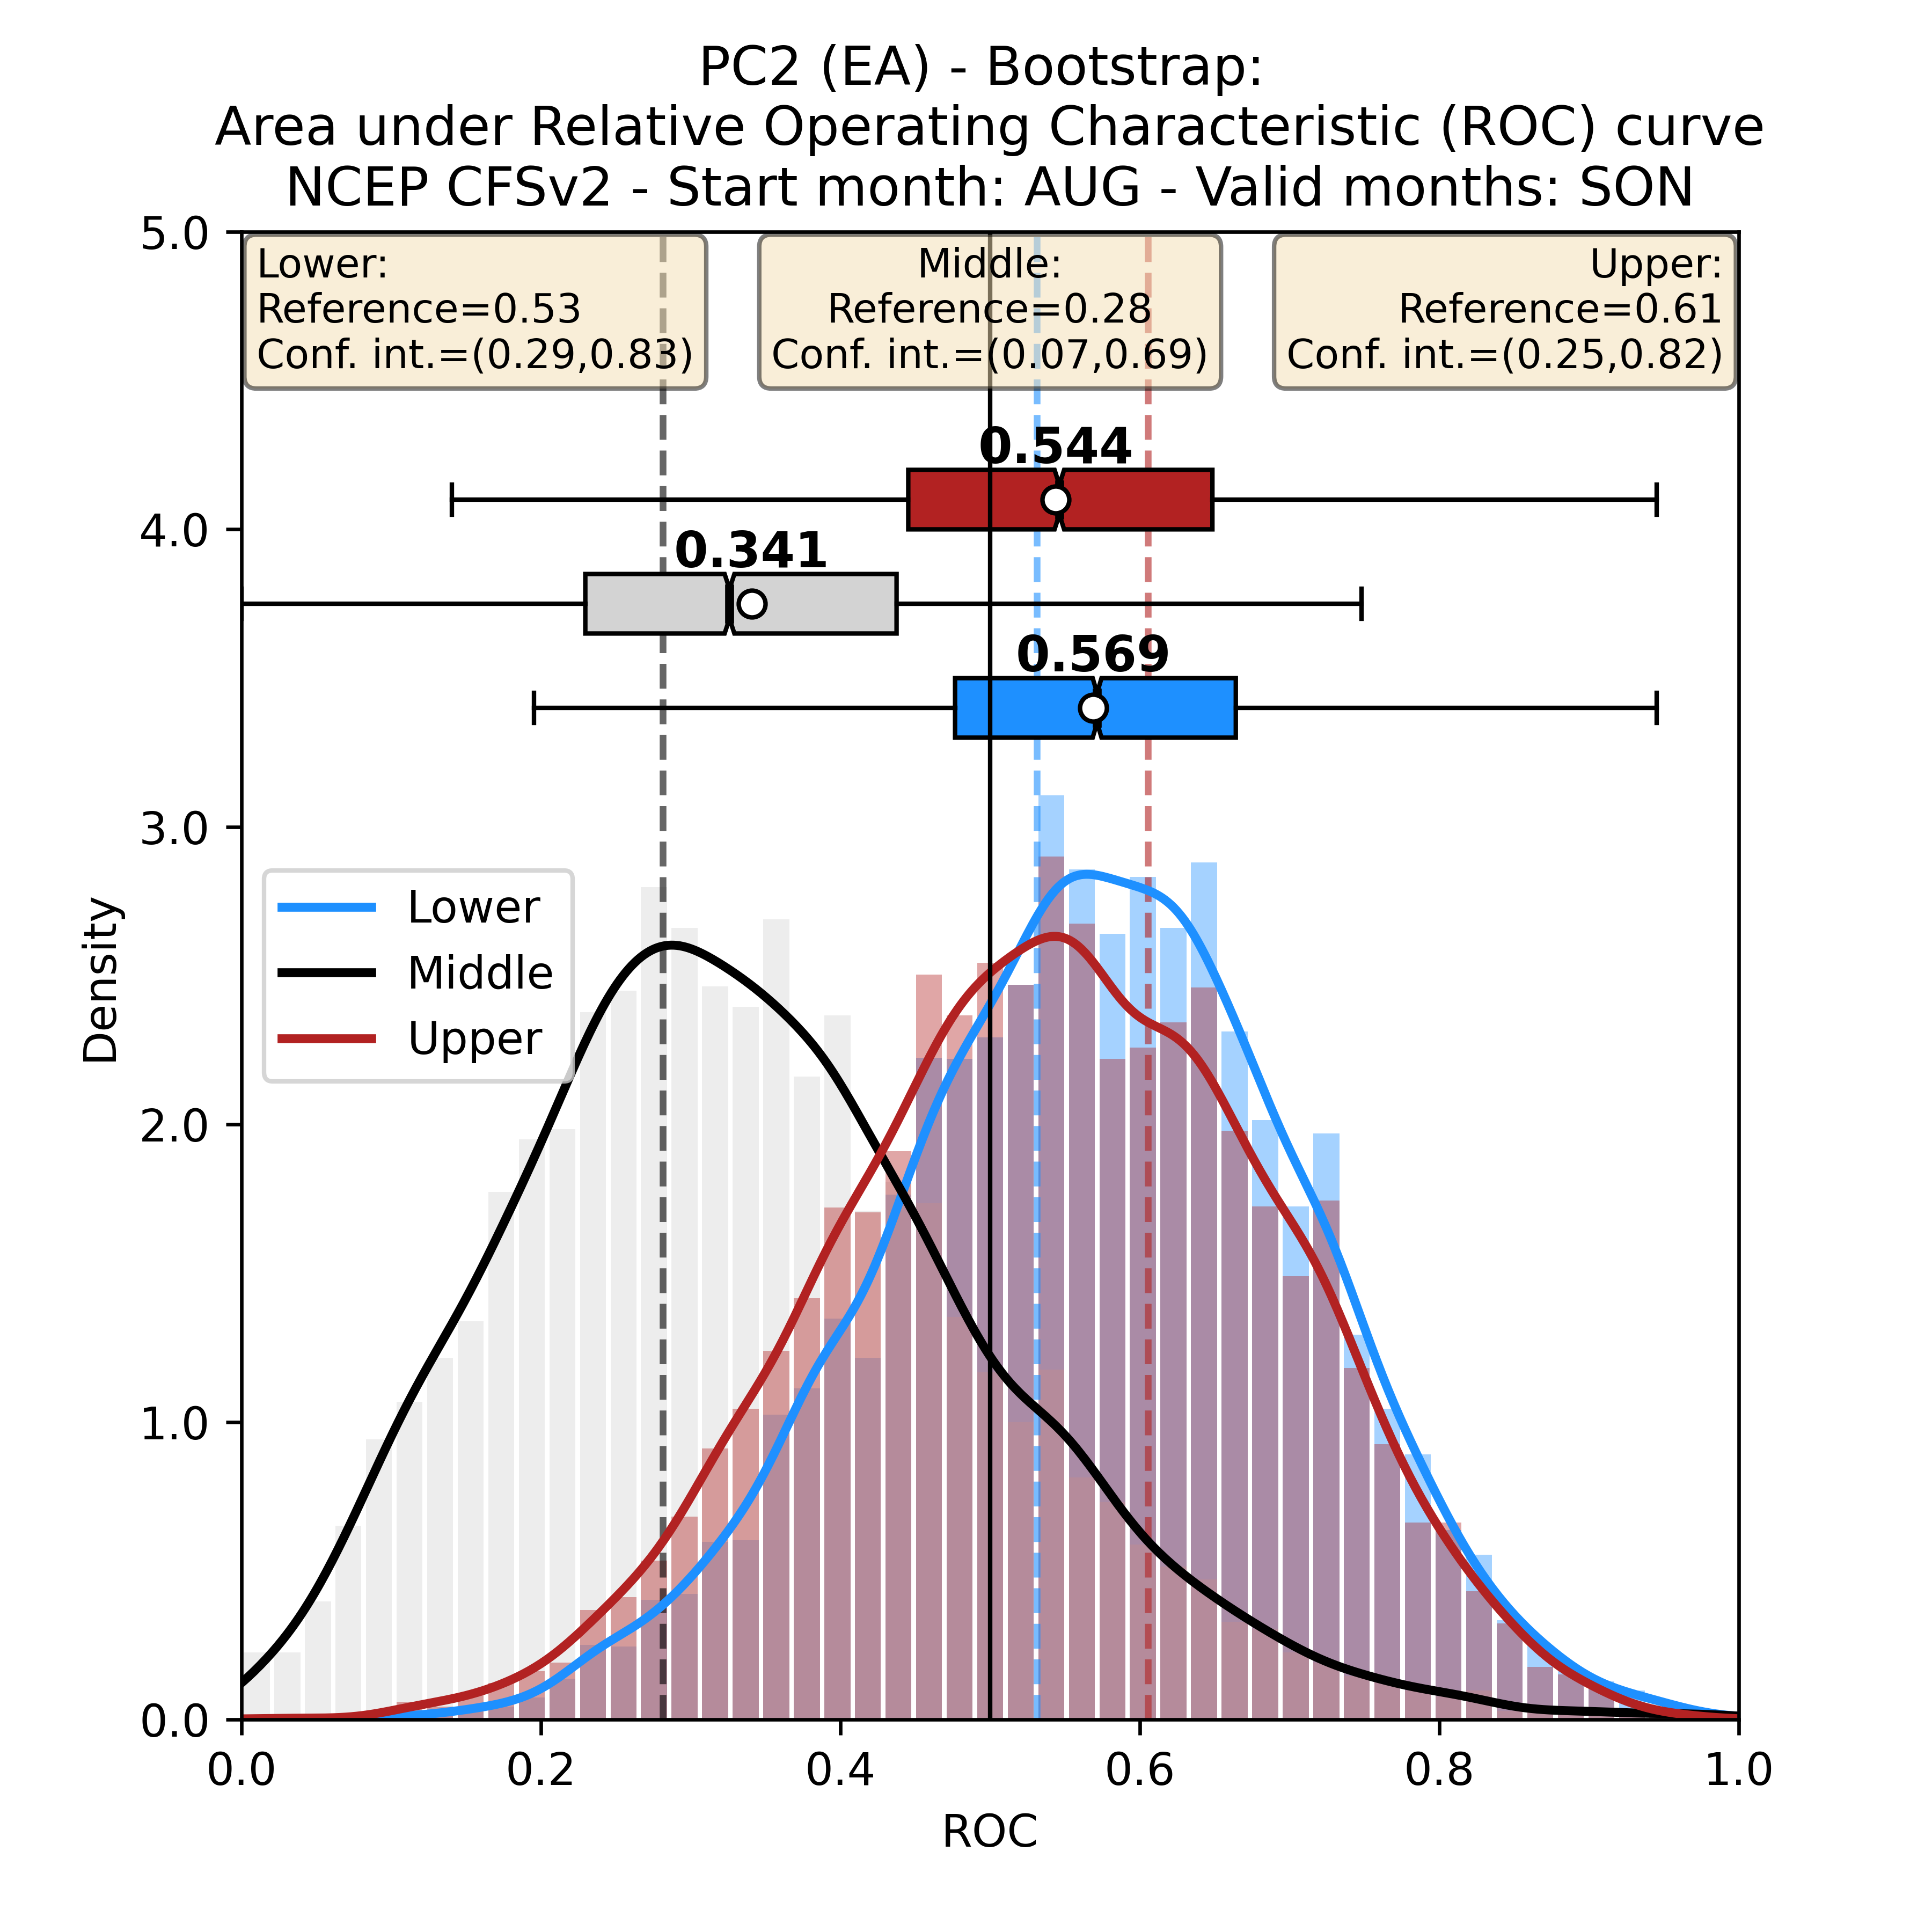 PC2 (EA) - Bootstrap:
Area under Relative Operating Characteristic (ROC) curve
NCEP CFSv2 - Start month: AUG - Valid months: SON
Lower:
Reference=0.53
Conf. int.=(0.29,0.83)
Middle:
Reference=0.28
Conf. int.=(0.07,0.69)
Upper:
Reference=0.61
Conf. int.=(0.25,0.82)
0.544
0.341
0.569
5.0
4.0
3.0
2.0
1.0
0.0
Density
Lower
Middle
Upper
0.0 0.2 0.4 0.6 0.8 1.0
ROC